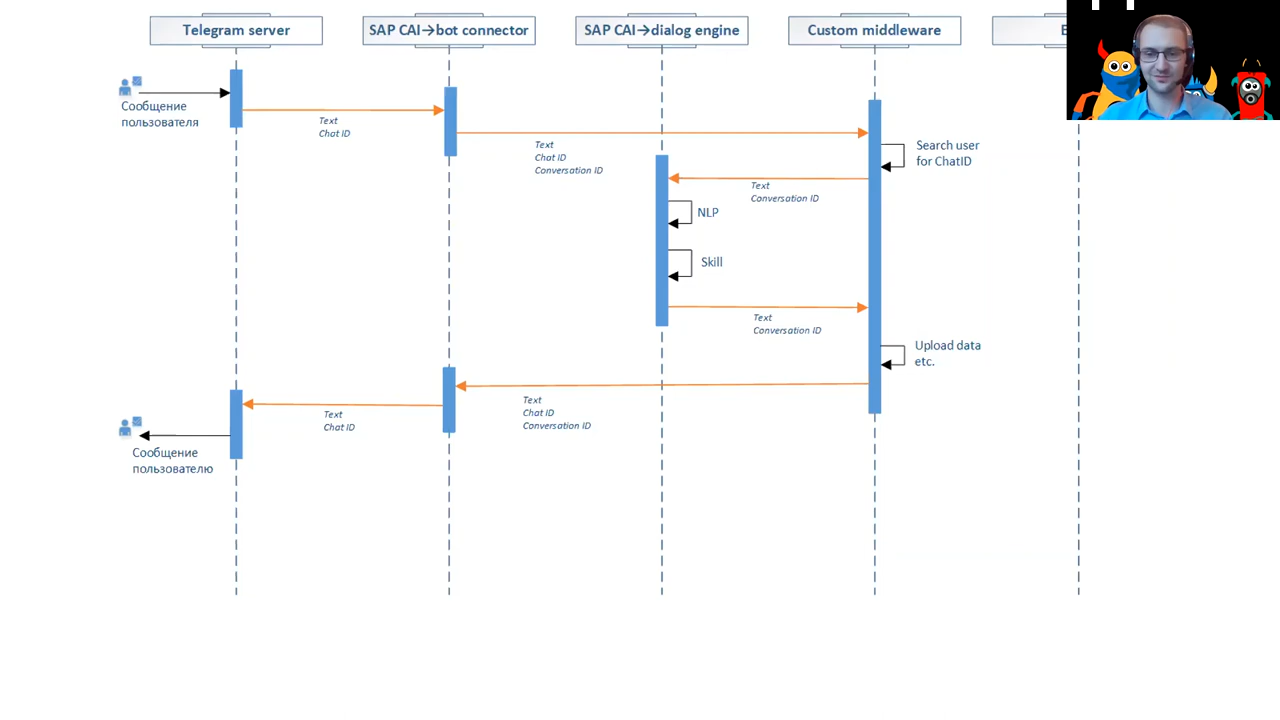 Telegram server
SAP CAI→bot connector
SAP CAI→dialog engine
Custom middleware
Сообщение
пользователя
Text
Chat ID
Text
Chat ID
Conversation ID
Search user
for ChatID
Text
Conversation ID
NLP
Skill
Text
Conversation ID
Upload data
etc.
Text
Chat ID
Conversation ID
Text
Chat ID
Сообщение
пользователю